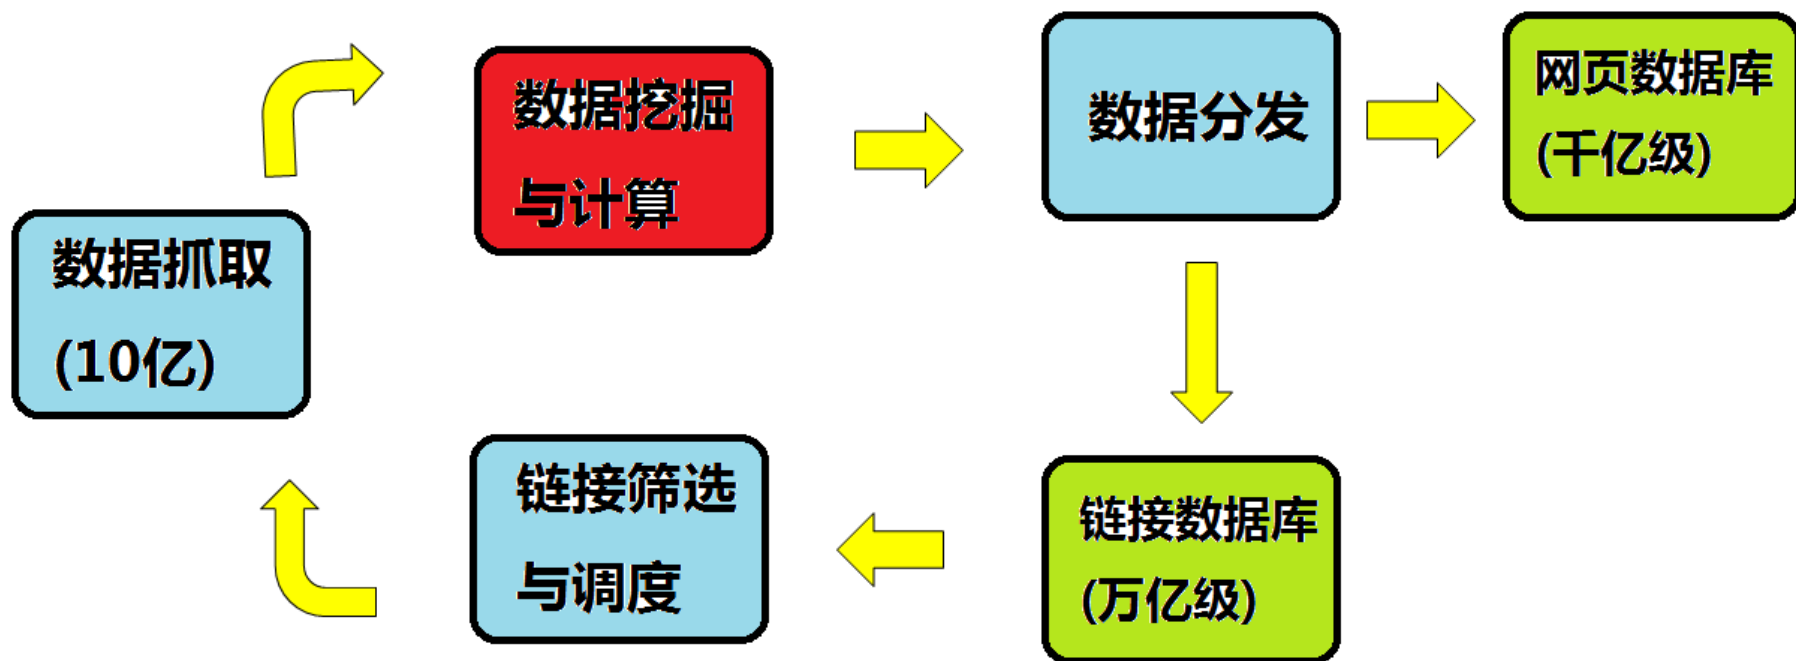 数据挖掘
与计算
数据分发
网页数据库
(千亿级)
数据抓取
(10亿)
链接筛选
与调度
链接数据库
(万亿级)